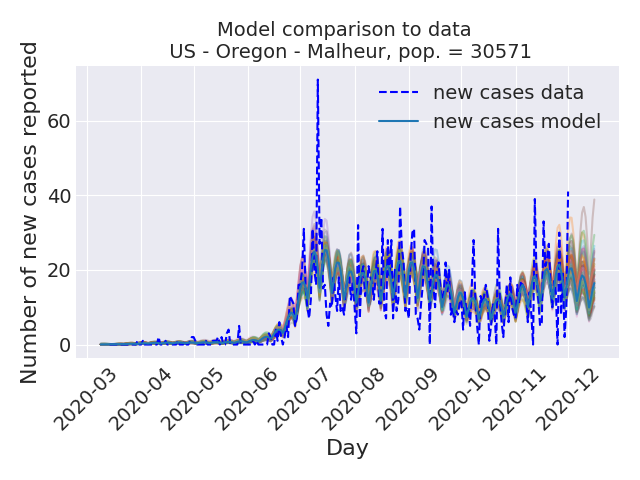 Model comparison to data
US - Oregon - Malheur, pop. = 30571
Number of new cases reported
60
40
20
0
new cases data
new cases model
2020-03
2020-04
2020-05
2020-06
2020-07
2020-08
2020-09
2020-10
2020-11
2020-12
Day